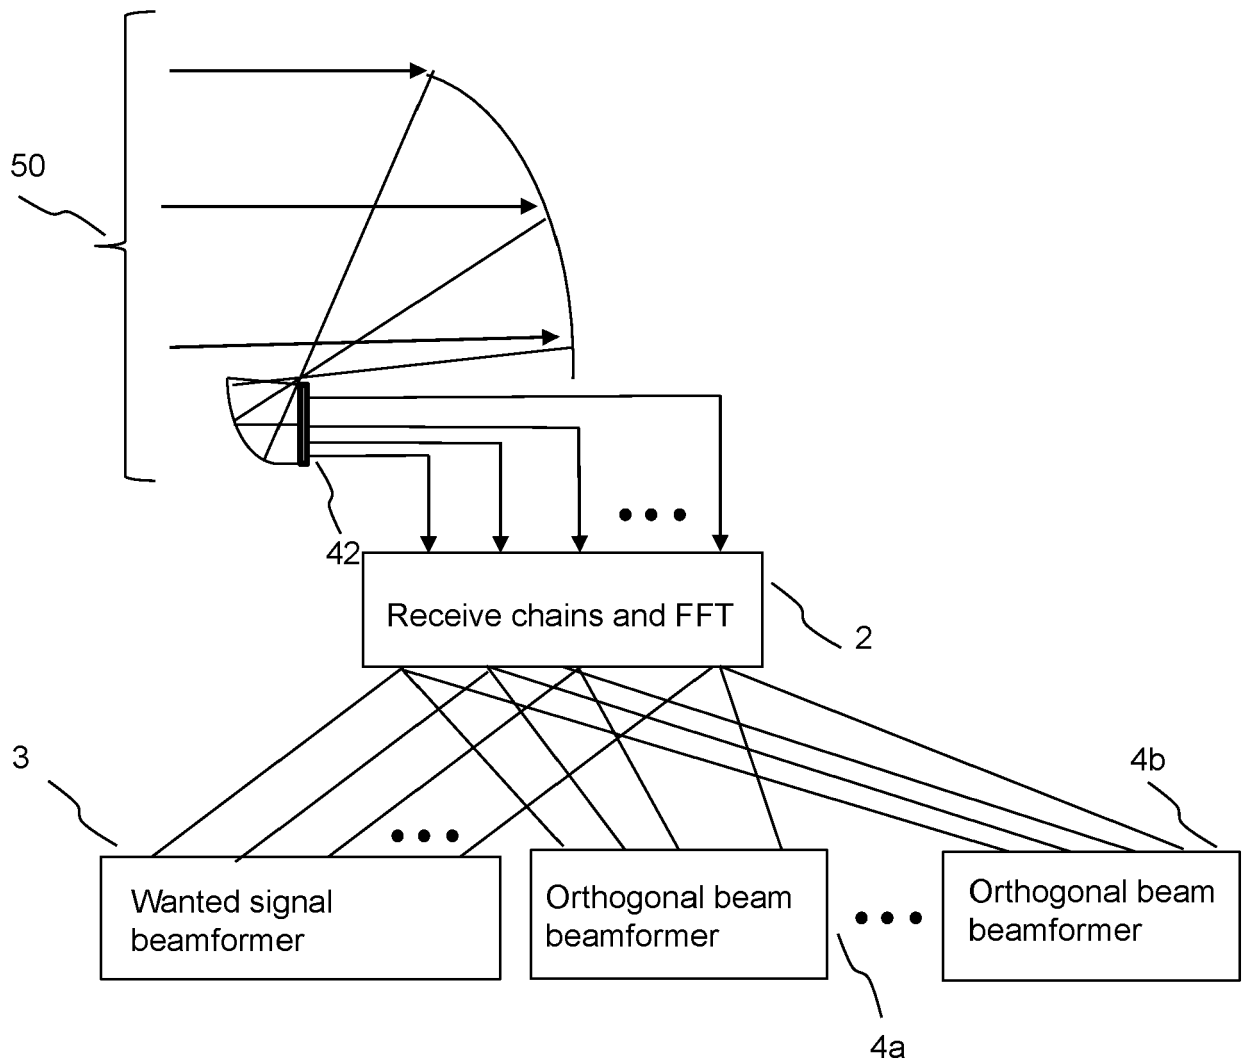 50
42
Receive chains and FFT
2
3
4b
Wanted signal
beamformer
Orthogonal beam
beamformer
Orthogonal beam
beamformer
4a